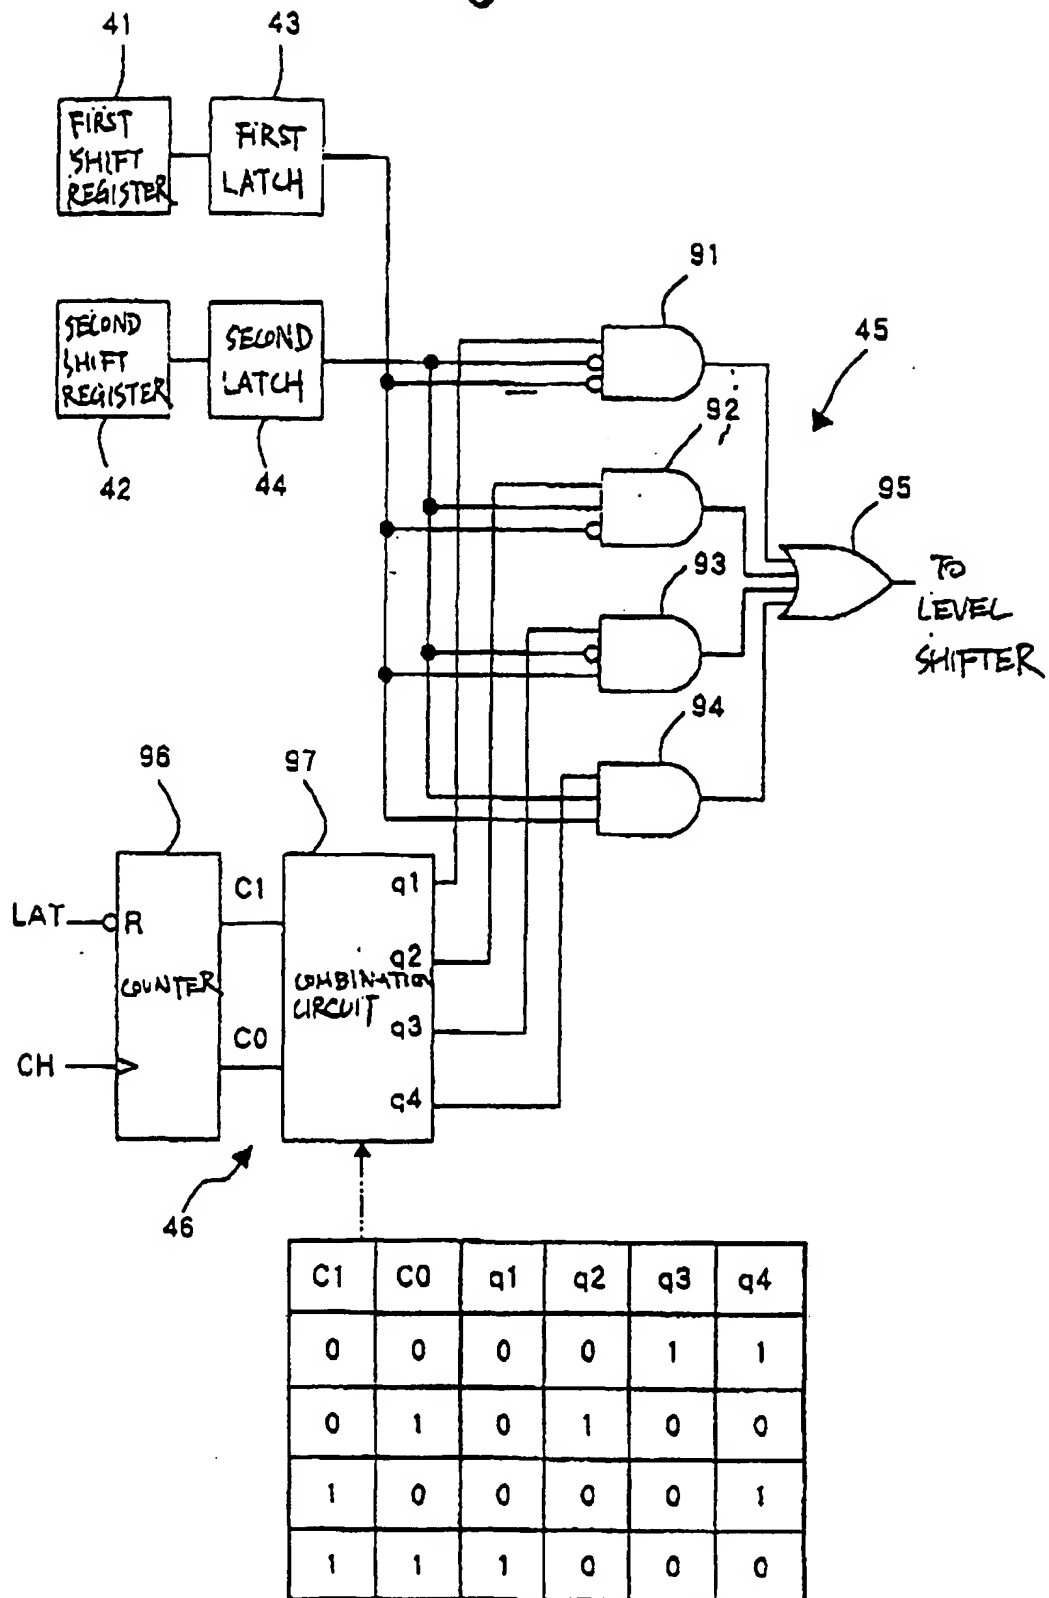 41
43
FIRST
SHIFT
REGISTER
FIRST
LATCH
91
45
SECOND
SHIFT
REGISTER
SECOND
LATCH
92
42
44
95
93
TO
LEVEL
SHIFTER
94
96
97
C1
q1
LAT
R
q2
COUNTER
COMBINATION
CIRCUIT
q3
C0
CH
q4
46
C1 C0 q1 q2 q3 q4
0 0 0 0 1 1
0 1 0 1 0 0
1 0 0 0 0 1
1 1 1 0 0 0